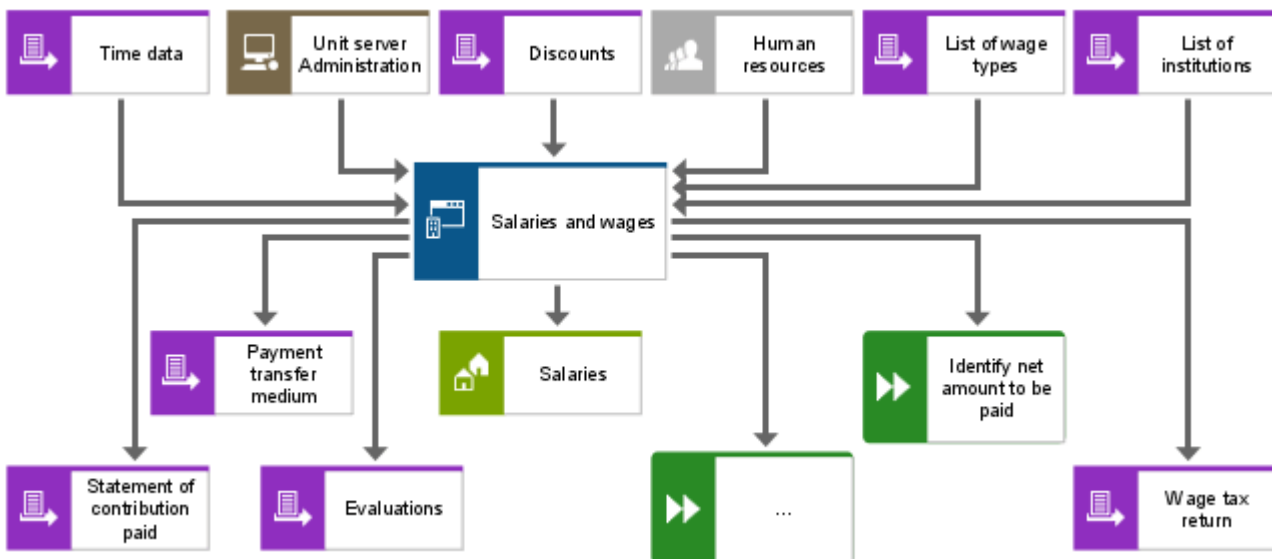 Time data
Unit server
Administration
Discounts
Human
resources
List of wage
types
List of
institutions
Salaries and wages
Payment
transfer
medium
Salaries
Identify net
amount to be
paid
Statement of
contribution
paid
Evaluations
...
Wage tax
return